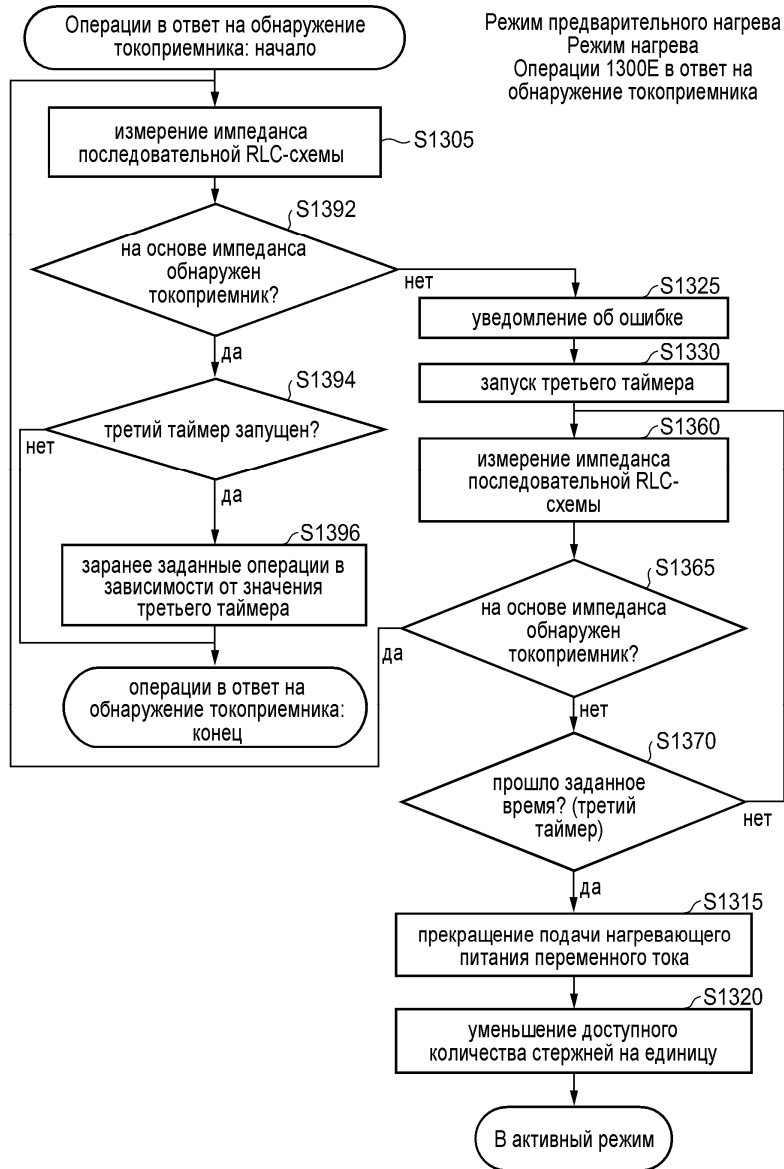 Операции в ответ на обнаружение
токоприемника: начало
Режим предварительного нагрева
Режим нагрева
Операции 1300Е в ответ на
обнаружение токоприемника
измерение импеданса
последовательной RLC-схемы
S1305
S1392
на основе импеданса
обнаружен
токоприемник?
нет
да
S1325
уведомление об ошибке
S1330
запуск третьего таймера
S1394
третий таймер запущен?
нет
да
S1360
измерение импеданса
последовательной RLC-
схемы
S1396
заранее заданные операции в
зависимости от значения
третьего таймера
S1365
на основе импеданса
обнаружен
токоприемник?
да
нет
операции в ответ на
обнаружение токоприемника:
конец
S1370
прошло заданное
время? (третий
таймер)
нет
да
S1315
прекращение подачи нагревающего
питания переменного тока
S1320
уменьшение доступного
количества стержней на единицу
В активный режим